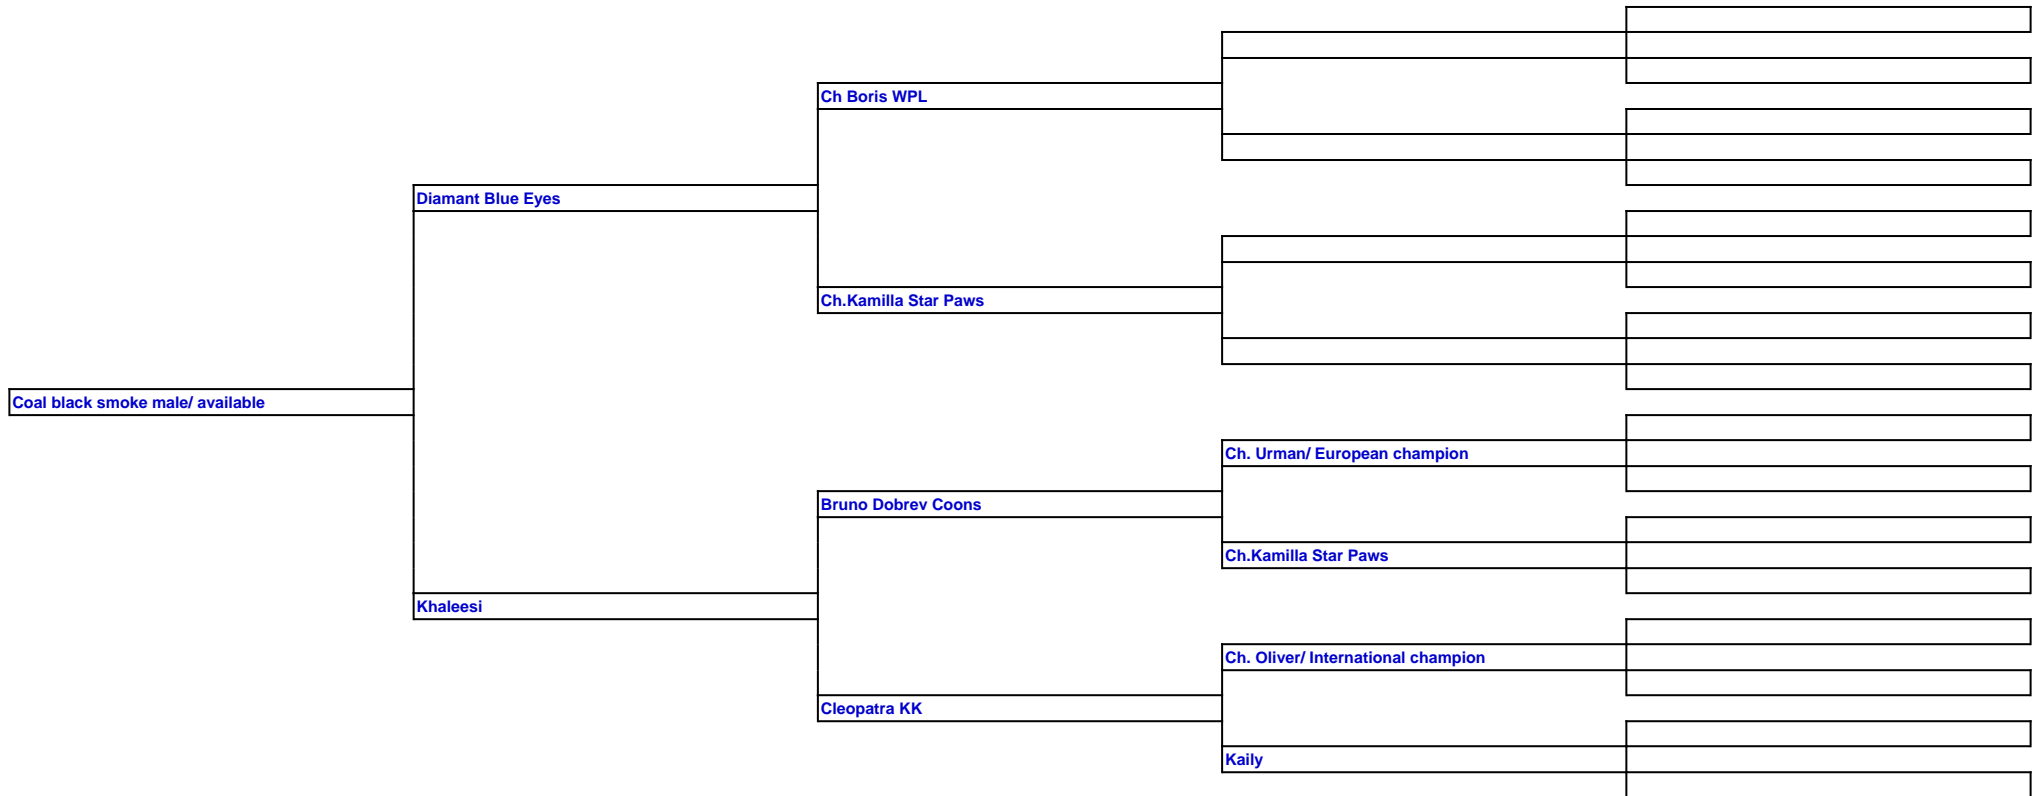 Ch Boris WPL
Diamant Blue Eyes
Ch.Kamilla Star Paws
Coal black smoke male/ available
Ch. Urman/ European champion
Bruno Dobrev Coons
Ch.Kamilla Star Paws
Khaleesi
Ch. Oliver/ International champion
Cleopatra KK
Kaily